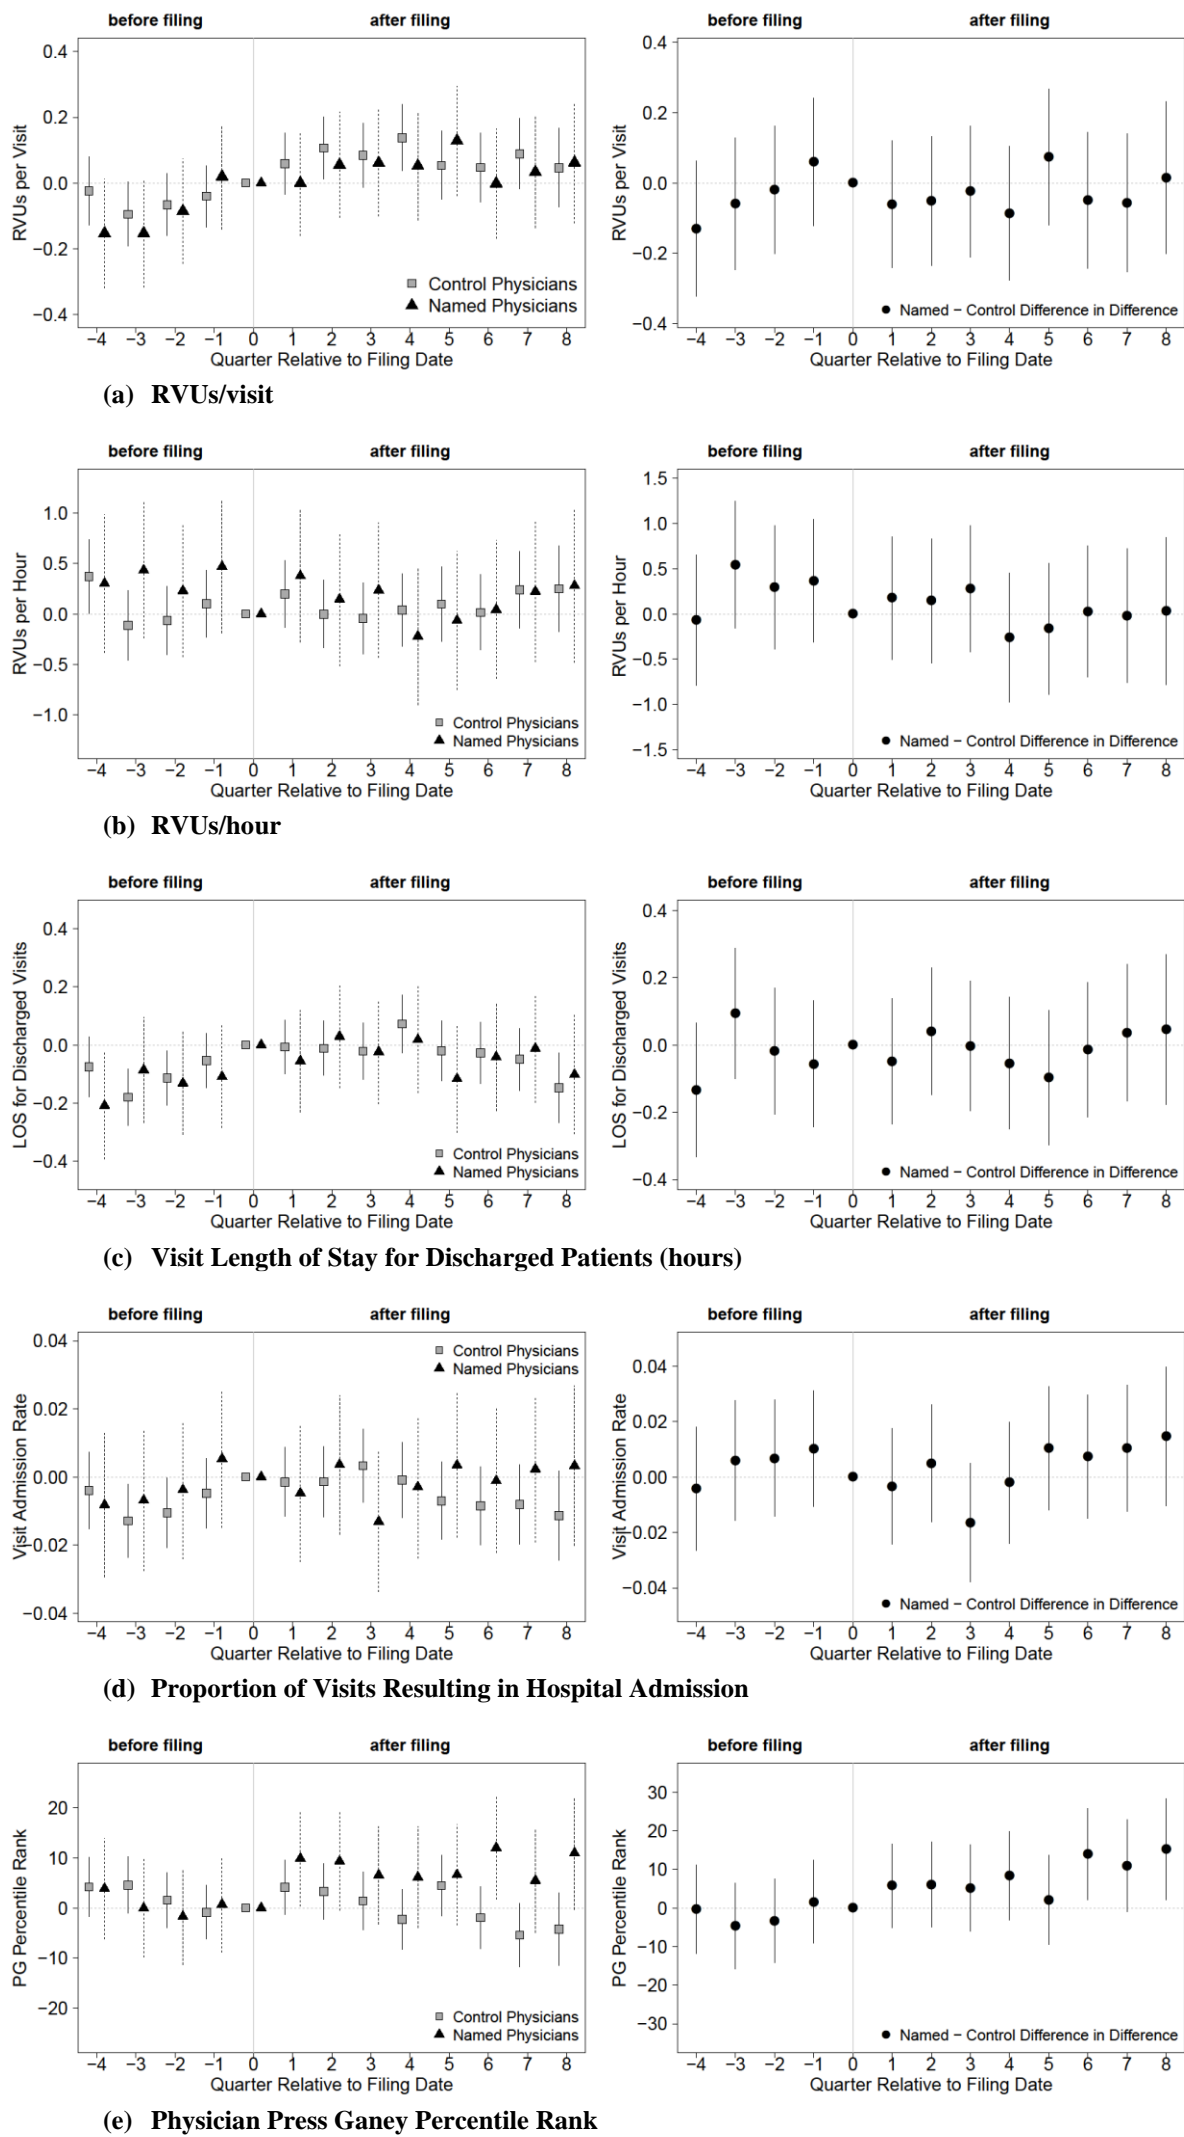 before filing after filing before filing after filing
RVUs per Visit
0.4
0.2
0.0
−0.2
−0.4
Control Physicians
Named Physicians
−4 −3 −2 −1 0 1 2 3 4 5 6 7 8
Quarter Relative to Filing Date
RVUs per Visit
0.4
0.2
0.0
−0.2
−0.4
Named − Control Difference in Difference
−4 −3 −2 −1 0 1 2 3 4 5 6 7 8
Quarter Relative to Filing Date
(a) RVUs/visit
before filing after filing before filing after filing
RVUs per Hour
1.0
0.5
0.0
−0.5
−1.0
Control Physicians
Named Physicians
−4 −3 −2 −1 0 1 2 3 4 5 6 7 8
Quarter Relative to Filing Date
RVUs per Hour
1.5
1.0
0.5
0.0
−0.5
−1.0
−1.5
Named − Control Difference in Difference
−4 −3 −2 −1 0 1 2 3 4 5 6 7 8
Quarter Relative to Filing Date
(b) RVUs/hour
before filing after filing before filing after filing
LOS for Discharged Visits
0.4
0.2
0.0
−0.2
−0.4
Control Physicians
Named Physicians
−4 −3 −2 −1 0 1 2 3 4 5 6 7 8
Quarter Relative to Filing Date
LOS for Discharged Visits
0.4
0.2
0.0
−0.2
−0.4
Named − Control Difference in Difference
−4 −3 −2 −1 0 1 2 3 4 5 6 7 8
Quarter Relative to Filing Date
(c) Visit Length of Stay for Discharged Patients (hours)
before filing after filing before filing after filing
Visit Admission Rate
0.04
0.02
0.00
−0.02
−0.04
Control Physicians
Named Physicians
−4 −3 −2 −1 0 1 2 3 4 5 6 7 8
Quarter Relative to Filing Date
Visit Admission Rate
0.04
0.02
0.00
−0.02
−0.04
Named − Control Difference in Difference
−4 −3 −2 −1 0 1 2 3 4 5 6 7 8
Quarter Relative to Filing Date
(d) Proportion of Visits Resulting in Hospital Admission
before filing after filing before filing after filing
PG Percentile Rank
20
10
0
−10
−20
Control Physicians
Named Physicians
−4 −3 −2 −1 0 1 2 3 4 5 6 7 8
Quarter Relative to Filing Date
PG Percentile Rank
30
20
10
0
−10
−20
−30
Named − Control Difference in Difference
−4 −3 −2 −1 0 1 2 3 4 5 6 7 8
Quarter Relative to Filing Date
(e) Physician Press Ganey Percentile Rank